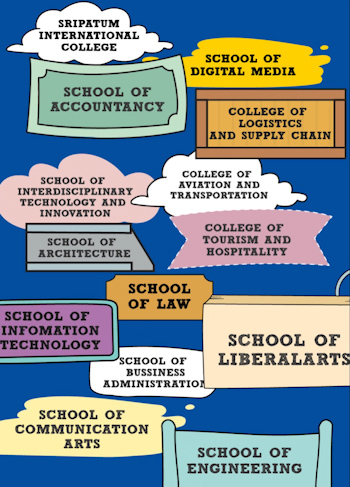 SRIPATUM
INTERNATIONAL
COLLEGE
SCHOOL OF
DIGITAL MEDIA
SCHOOL OF
ACCOUNTANCY
COLLEGE OF
LOGISTICS
AND SUPPLY CHAIN
SCHOOL OF
INTERDISCIPLINARY
TECHNOLOGY AND
INNOVATION
COLLEGE OF
AVIATION AND
TRANSPORTATION
SCHOOL OF
ARCHITECTURE
COLLEGE OF
TOURISM AND
HOSPITALITY
SCHOOL
OF LAW
SCHOOL OF
INFOMATION
TECHNOLOGY
SCHOOL OF
LIBERALARTS
SCHOOL OF
BUSSINESS
ADMINISTRATION
SCHOOL OF
COMMUNICATION
ARTS
SCHOOL OF
ENGINEERING